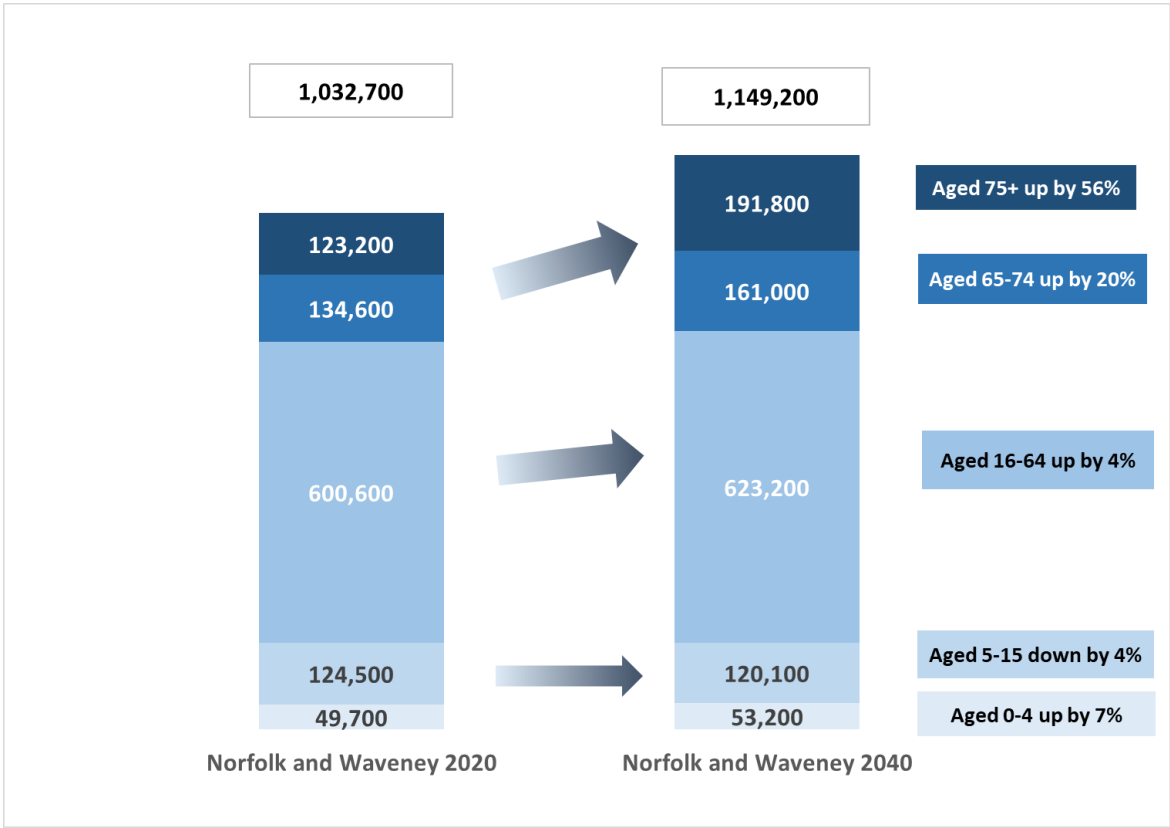 1,032,700
1,149,200
123,200
134,600
600,600
124,500
49,700
Norfolk and Waveney 2020
191,800
161,000
623,200
120,100
53,200
Norfolk and Waveney 2040
Aged 75+ up by 56%
Aged 65-74 up by 20%
Aged 16-64 up by 4%
Aged 5-15 down by 4%
Aged 0-4 up by 7%